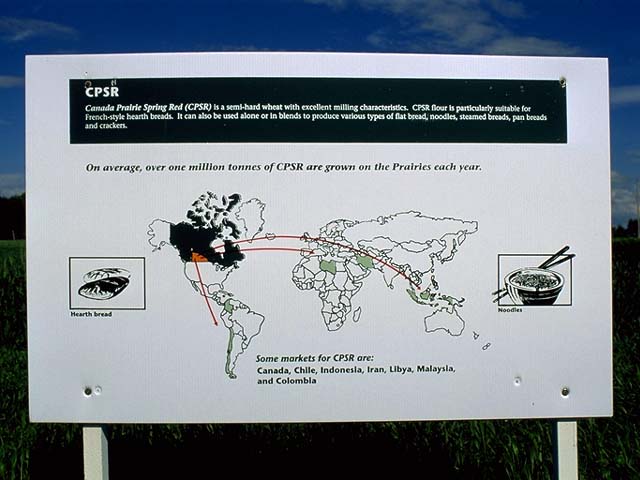 CPSR
Canada Prairie Spring Red (CPSR) is a semi-hard wheat with excellent milling characteristics. CPSR flour is particularly suitable for
French-style hearth breads. It can also be used alone or in blends to produce various types of flat bread, noodles, steamed breads, pan breads
and crackers.
On average, over one million tonnes of CPSR are grown on the Prairies each year.
Hearth bread
Noodles
Some markets for CPSR are:
Canada, Chile, Indonesia, Iran, Libya, Malaysia,
and Colombia